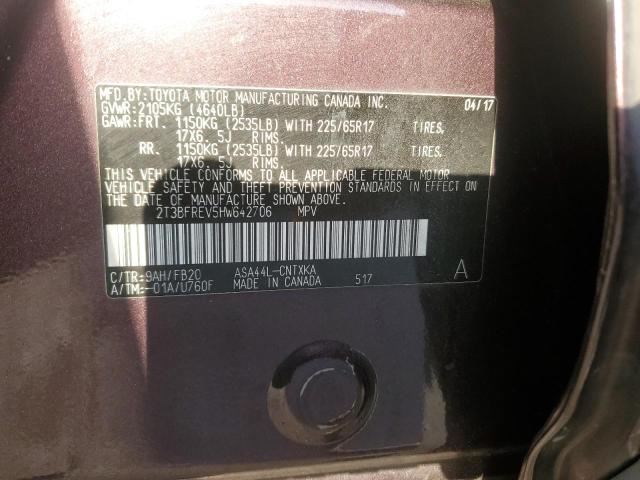 MFD.BY:TOYOTA MOTOR MANUFACTURING CANADA INC. 04/17
GVWR:2105KG (4640LB)
GAWR:FRT. 1150KG (2535LB) WITH 225/65R17 TIRES,
17X6. 5J RIMS
RR. 1150KG (2535LB) WITH 225/65R17 TIRES,
17X6. 5J RIMS
THIS VEHICLE CONFORMS TO ALL APPLICABLE FEDERAL MOTOR
VEHICLE SAFETY AND THEFT PREVENTION STANDARDS IN EFFECT ON
THE DATE OF MANUFACTURE SHOWN ABOVE.
2T3BFREV5HW642706 MPV
C/TR:9AH/FB20 ASA44L-CNTXKA A
A/TM:-01A/U760F MADE IN CANADA 517